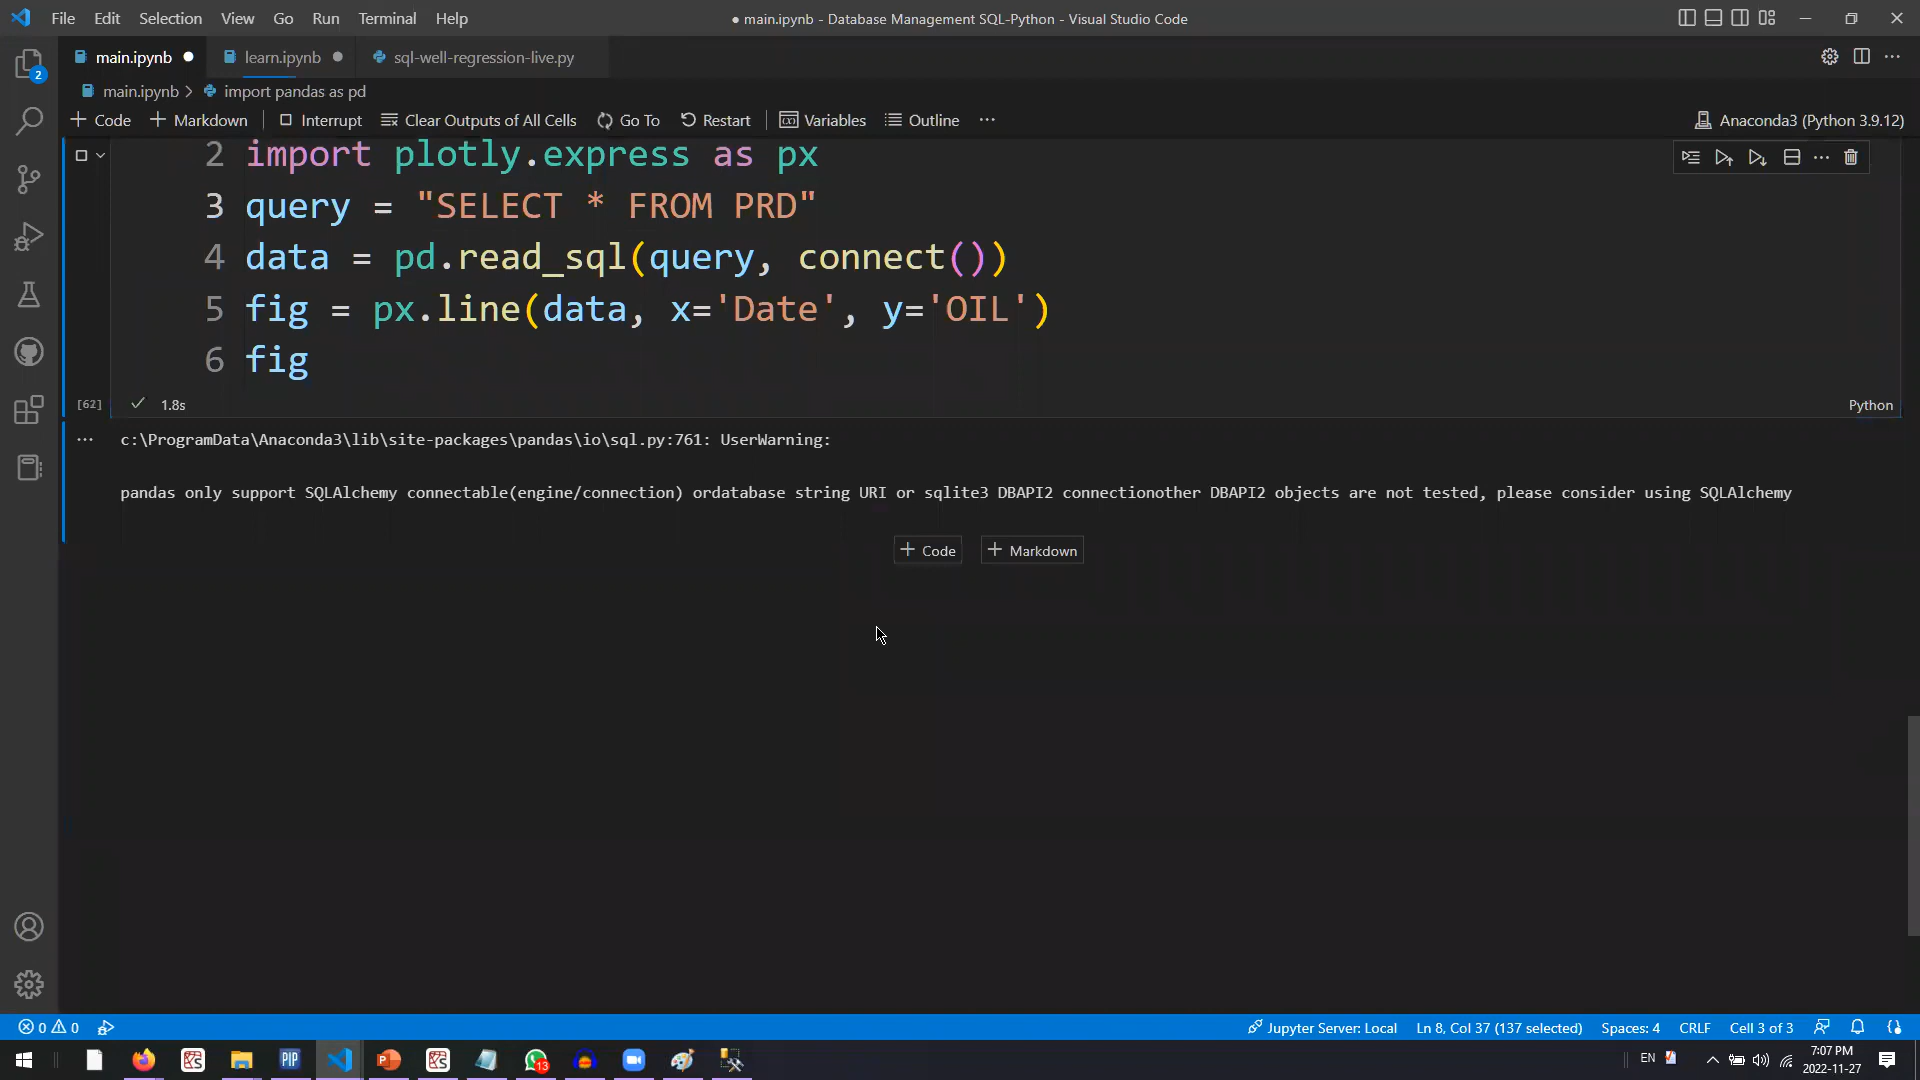 File Edit Selection View Go Run Terminal Help
● main.ipynb - Database Management SQL-Python - Visual Studio Code
main.ipynb
learn.ipynb
sql-well-regression-live.py
main.ipynb > import pandas as pd
+ Code + Markdown Interrupt Clear Outputs of All Cells Go To Restart Variables Outline ...
Anaconda3 (Python 3.9.12)
2 import plotly.express as px
3 query = "SELECT * FROM PRD"
4 data = pd.read_sql(query, connect())
5 fig = px.line(data, x='Date', y='OIL')
6 fig
[62] ✓ 1.8s
Python
c:\ProgramData\Anaconda3\lib\site-packages\pandas\io\sql.py:761: UserWarning:
pandas only support SQLAlchemy connectable(engine/connection) ordatabase string URI or sqlite3 DBAPI2 connectionother DBAPI2 objects are not tested, please consider using SQLAlchemy
+ Code + Markdown
2
0 0
Jupyter Server: Local
Ln 8, Col 37 (137 selected)
Spaces: 4
CRLF
Cell 3 of 3
PIP
13
EN
7:07 PM
2022-11-27